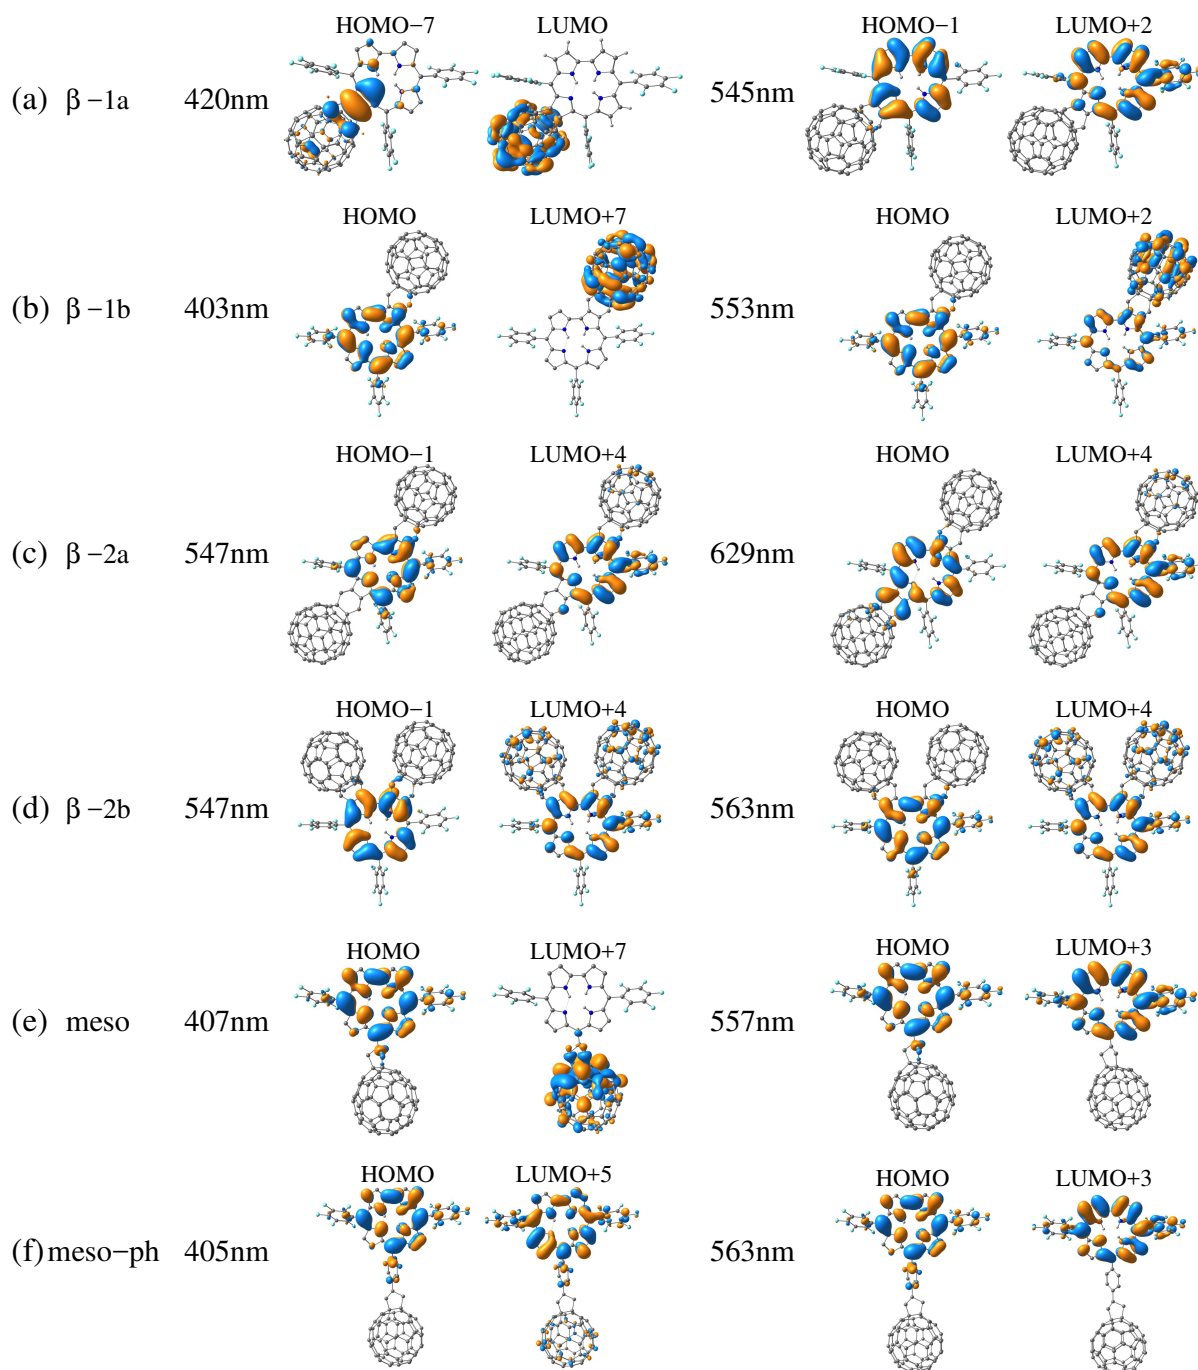 HOMO−7 LUMO HOMO−1 LUMO+2
(a) β−1a 420nm 545nm
HOMO LUMO+7 HOMO LUMO+2
(b) β−1b 403nm 553nm
HOMO−1 LUMO+4 HOMO LUMO+4
(c) β−2a 547nm 629nm
HOMO−1 LUMO+4 HOMO LUMO+4
(d) β−2b 547nm 563nm
HOMO LUMO+7 HOMO LUMO+3
(e) meso 407nm 557nm
HOMO LUMO+5 HOMO LUMO+3
(f) meso−ph 405nm 563nm